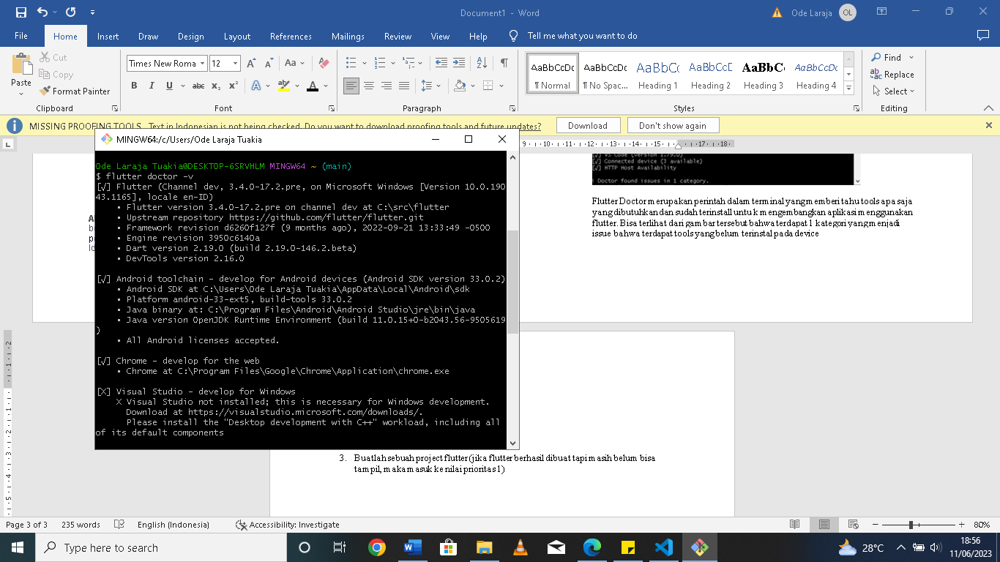 Document1 - Word
Ode Laraja
OL
File Home Insert Draw Design Layout References Mailings Review View Help Tell me what you want to do
Paste
Cut
Copy
Format Painter
Clipboard
Times New Roma 12
Font
Paragraph
AaBbCcDc AaBbCcDc AaBbCc AaBbCcD AaBbC AaBbCcDc
¶ Normal ¶ No Spac... Heading 1 Heading 2 Heading 3 Heading 4
Styles
Find
Replace
Select
Editing
MISSING PROOFING TOOLS Text in Indonesian is not being checked. Do you want to download proofing tools and future updates? Download Don't show again
9 10 11 12 13 14 15 17 18
MINGW64:/c/Users/Ode Laraja Tuakia
Ode Laraja Tuakia@DESKTOP-6SRVHLM MINGW64 ~ (main)
$ flutter doctor -v
[√] Flutter (Channel dev, 3.4.0-17.2.pre, on Microsoft Windows [Version 10.0.190
43.1165], locale en-ID)
• Flutter version 3.4.0-17.2.pre on channel dev at C:\src\flutter
• Upstream repository https://github.com/flutter/flutter.git
• Framework revision d6260f127f (9 months ago), 2022-09-21 13:33:49 -0500
• Engine revision 3950c6140a
• Dart version 2.19.0 (build 2.19.0-146.2.beta)
• DevTools version 2.16.0
[√] Android toolchain - develop for Android devices (Android SDK version 33.0.2)
• Android SDK at C:\Users\Ode Laraja Tuakia\AppData\Local\Android\sdk
• Platform android-33-ext5, build-tools 33.0.2
• Java binary at: C:\Program Files\Android\Android Studio\jre\bin\java
• Java version OpenJDK Runtime Environment (build 11.0.15+0-b2043.56-9505619
)
• All Android licenses accepted.
[√] Chrome - develop for the web
• Chrome at C:\Program Files\Google\Chrome\Application\chrome.exe
[X] Visual Studio - develop for Windows
X Visual Studio not installed; this is necessary for Windows development.
Download at https://visualstudio.microsoft.com/downloads/.
Please install the "Desktop development with C++" workload, including all
of its default components
[√] VS Code (version 1.79.0)
[√] Connected device (3 available)
[√] HTTP Host Availability
! Doctor found issues in 1 category.
Flutter Doctor merupakan perintah dalam terminal yang memberi tahu tools apa saja
yang dibutuhkan dan sudah terinstall untuk mengembangkan aplikasi menggunakan
flutter. Bisa terlihat dari gambar tersebut bahwa terdapat 1 kategori yang menjadi
issue bahwa terdapat tools yang belum terinstal pada device
3. Buatlah sebuah project flutter (jika flutter berhasil dibuat tapi masih belum bisa
tampil, maka masuk ke nilai prioritas 1)
Page 3 of 3 235 words English (Indonesia) Accessibility: Investigate 80%
Type here to search
28°C
18:56
11/06/2023